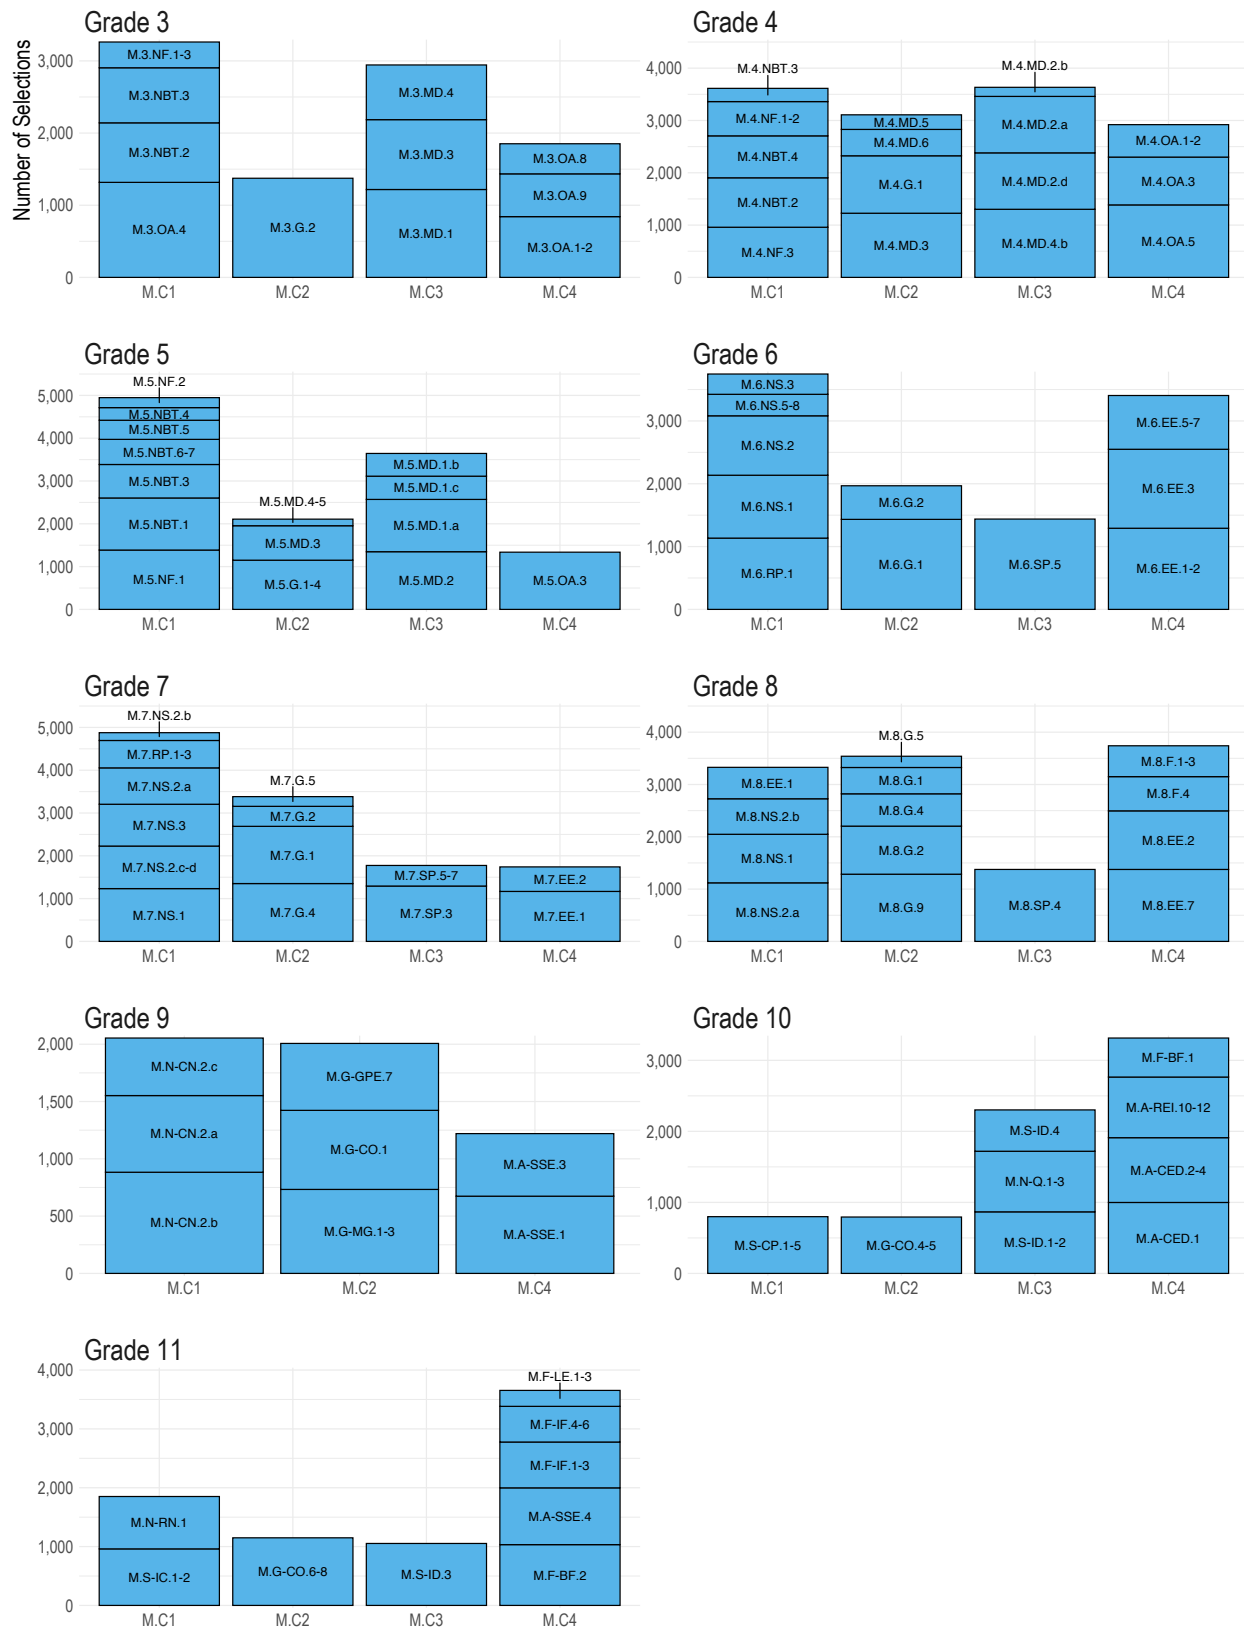 Grade 3
Number of Selections
3,000
2,000
1,000
0
M.3.NF.1-3
M.3.NBT.3
M.3.NBT.2
M.3.OA.4
M.3.G.2
M.3.MD.4
M.3.MD.3
M.3.MD.1
M.3.OA.8
M.3.OA.9
M.3.OA.1-2
M.C1 M.C2 M.C3 M.C4
Grade 4
4,000
3,000
2,000
1,000
0
M.4.NBT.3
M.4.NF.1-2
M.4.NBT.4
M.4.NBT.2
M.4.NF.3
M.4.MD.5
M.4.MD.6
M.4.G.1
M.4.MD.3
M.4.MD.2.b
M.4.MD.2.a
M.4.MD.2.d
M.4.MD.4.b
M.4.OA.1-2
M.4.OA.3
M.4.OA.5
M.C1 M.C2 M.C3 M.C4
Grade 5
5,000
4,000
3,000
2,000
1,000
0
M.5.NF.2
M.5.NBT.4
M.5.NBT.5
M.5.NBT.6-7
M.5.NBT.3
M.5.NBT.1
M.5.NF.1
M.5.MD.4-5
M.5.MD.3
M.5.G.1-4
M.5.MD.1.b
M.5.MD.1.c
M.5.MD.1.a
M.5.MD.2
M.5.OA.3
M.C1 M.C2 M.C3 M.C4
Grade 6
3,000
2,000
1,000
0
M.6.NS.3
M.6.NS.5-8
M.6.NS.2
M.6.NS.1
M.6.RP.1
M.6.G.2
M.6.G.1
M.6.SP.5
M.6.EE.5-7
M.6.EE.3
M.6.EE.1-2
M.C1 M.C2 M.C3 M.C4
Grade 7
5,000
4,000
3,000
2,000
1,000
0
M.7.NS.2.b
M.7.RP.1-3
M.7.NS.2.a
M.7.NS.3
M.7.NS.2.c-d
M.7.NS.1
M.7.G.5
M.7.G.2
M.7.G.1
M.7.G.4
M.7.SP.5-7
M.7.SP.3
M.7.EE.2
M.7.EE.1
M.C1 M.C2 M.C3 M.C4
Grade 8
4,000
3,000
2,000
1,000
0
M.8.EE.1
M.8.NS.2.b
M.8.NS.1
M.8.NS.2.a
M.8.G.5
M.8.G.1
M.8.G.4
M.8.G.2
M.8.G.9
M.8.SP.4
M.8.F.1-3
M.8.F.4
M.8.EE.2
M.8.EE.7
M.C1 M.C2 M.C3 M.C4
Grade 9
2,000
1,500
1,000
500
0
M.N-CN.2.c
M.N-CN.2.a
M.N-CN.2.b
M.G-GPE.7
M.G-CO.1
M.G-MG.1-3
M.A-SSE.3
M.A-SSE.1
M.C1 M.C2 M.C4
Grade 10
3,000
2,000
1,000
0
M.S-CP.1-5
M.G-CO.4-5
M.S-ID.4
M.N-Q.1-3
M.S-ID.1-2
M.F-BF.1
M.A-REI.10-12
M.A-CED.2-4
M.A-CED.1
M.C1 M.C2 M.C3 M.C4
Grade 11
4,000
3,000
2,000
1,000
0
M.N-RN.1
M.S-IC.1-2
M.G-CO.6-8
M.S-ID.3
M.F-LE.1-3
M.F-IF.4-6
M.F-IF.1-3
M.A-SSE.4
M.F-BF.2
M.C1 M.C2 M.C3 M.C4